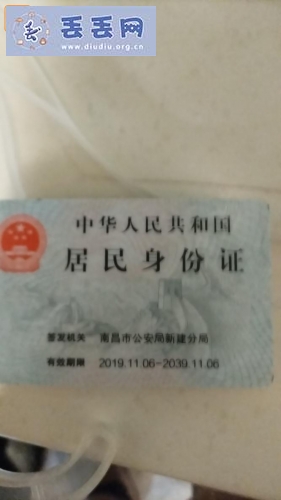 丢丢网
www.diudiu.org.cn
中华人民共和国
居民身份证
签发机关 南昌市公安局新建分局
有效期限 2019.11.06-2039.11.06